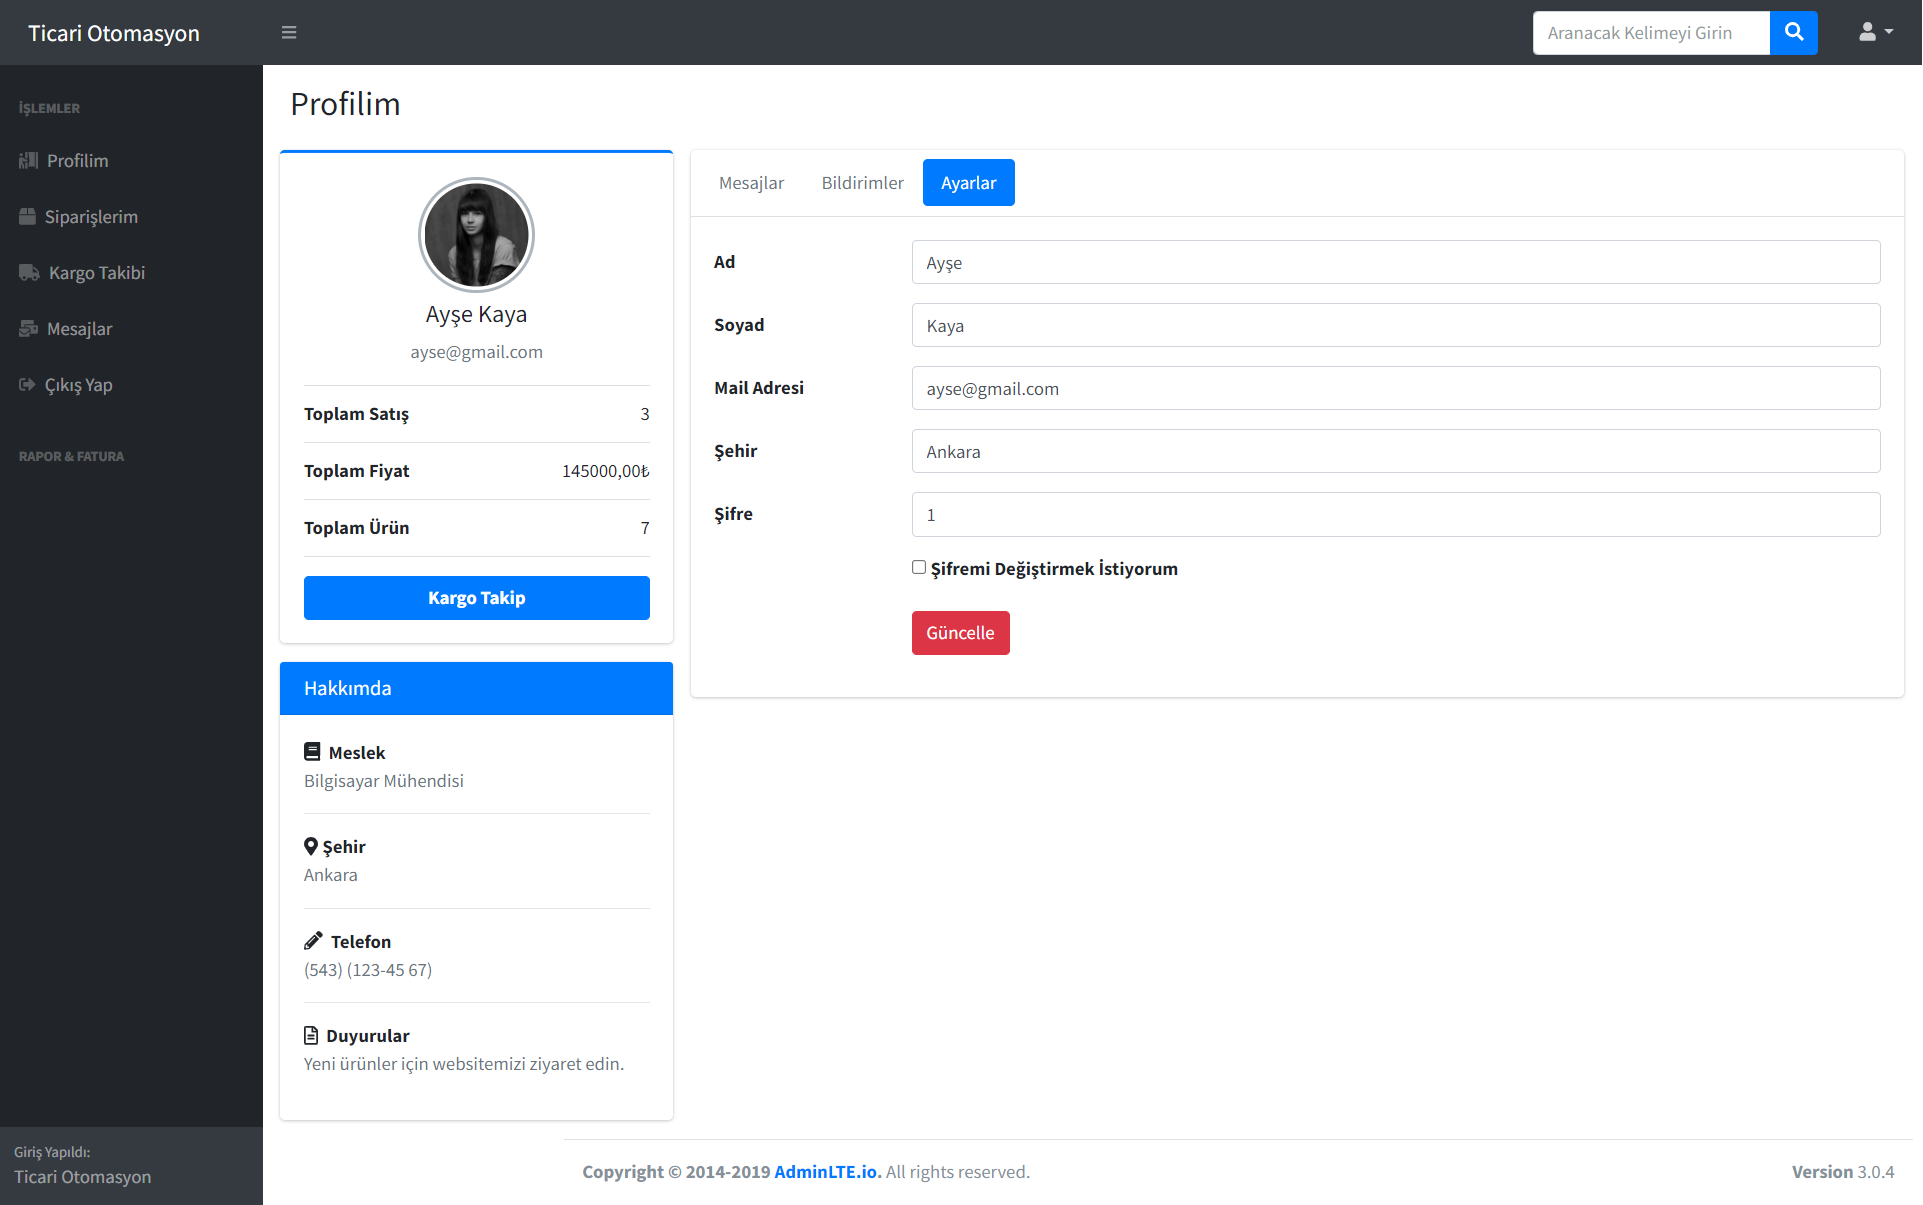 Ticari Otomasyon
Aranacak Kelimeyi Girin
İŞLEMLER
Profilim
Siparişlerim
Kargo Takibi
Mesajlar
Çıkış Yap
RAPOR & FATURA
Giriş Yapıldı:
Ticari Otomasyon
Profilim
Ayşe Kaya
ayse@gmail.com
Toplam Satış 3
Toplam Fiyat 145000,00₺
Toplam Ürün 7
Kargo Takip
Hakkımda
Meslek
Bilgisayar Mühendisi
Şehir
Ankara
Telefon
(543) (123-45 67)
Duyurular
Yeni ürünler için websitemizi ziyaret edin.
Mesajlar Bildirimler Ayarlar
Ad Ayşe
Soyad Kaya
Mail Adresi ayse@gmail.com
Şehir Ankara
Şifre 1
Şifremi Değiştirmek İstiyorum
Güncelle
Copyright © 2014-2019 AdminLTE.io. All rights reserved. Version 3.0.4